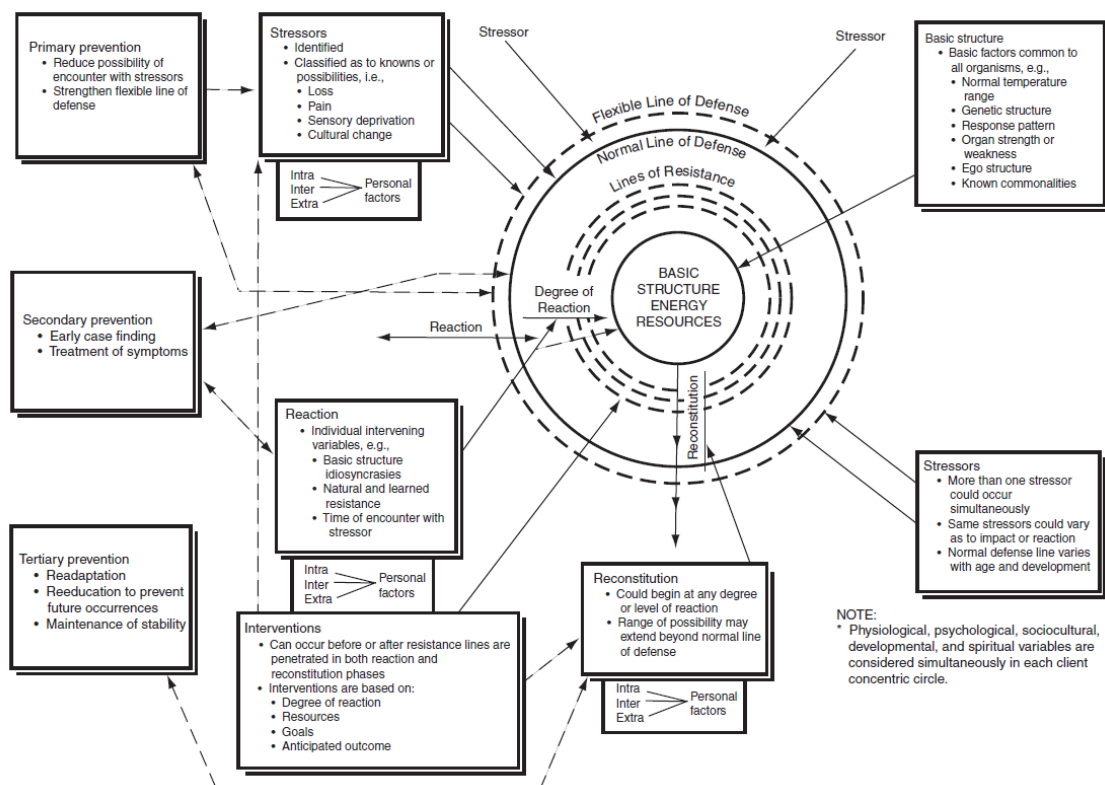 Primary prevention
• Reduce possibility of
encounter with stressors
• Strengthen flexible line of
defense
Stressors
• Identified
• Classified as to knowns or
possibilities, i.e.,
• Loss
• Pain
• Sensory deprivation
• Cultural change
Intra
Inter
Extra
Personal
factors
Stressor
Stressor
Basic structure
• Basic factors common to
all organisms, e.g.,
• Normal temperature
range
• Genetic structure
• Response pattern
• Organ strength or
weakness
• Ego structure
• Known commonalities
Flexible Line of Defense
Normal Line of Defense
Lines of Resistance
BASIC
STRUCTURE
ENERGY
RESOURCES
Degree of
Reaction
Reaction
Reconstitution
Secondary prevention
• Early case finding
• Treatment of symptoms
Reaction
• Individual intervening
variables, e.g.,
• Basic structure
idiosyncrasies
• Natural and learned
resistance
• Time of encounter with
stressor
Intra
Inter
Extra
Personal
factors
Stressors
• More than one stressor
could occur
simultaneously
• Same stressors could vary
as to impact or reaction
• Normal defense line varies
with age and development
Tertiary prevention
• Readaptation
• Reeducation to prevent
future occurrences
• Maintenance of stability
Interventions
• Can occur before or after resistance lines are
penetrated in both reaction and
reconstitution phases
• Interventions are based on:
• Degree of reaction
• Resources
• Goals
• Anticipated outcome
Reconstitution
• Could begin at any degree
or level of reaction
• Range of possibility may
extend beyond normal line
of defense
Intra
Inter
Extra
Personal
factors
NOTE:
* Physiological, psychological, sociocultural,
developmental, and spiritual variables are
considered simultaneously in each client
concentric circle.